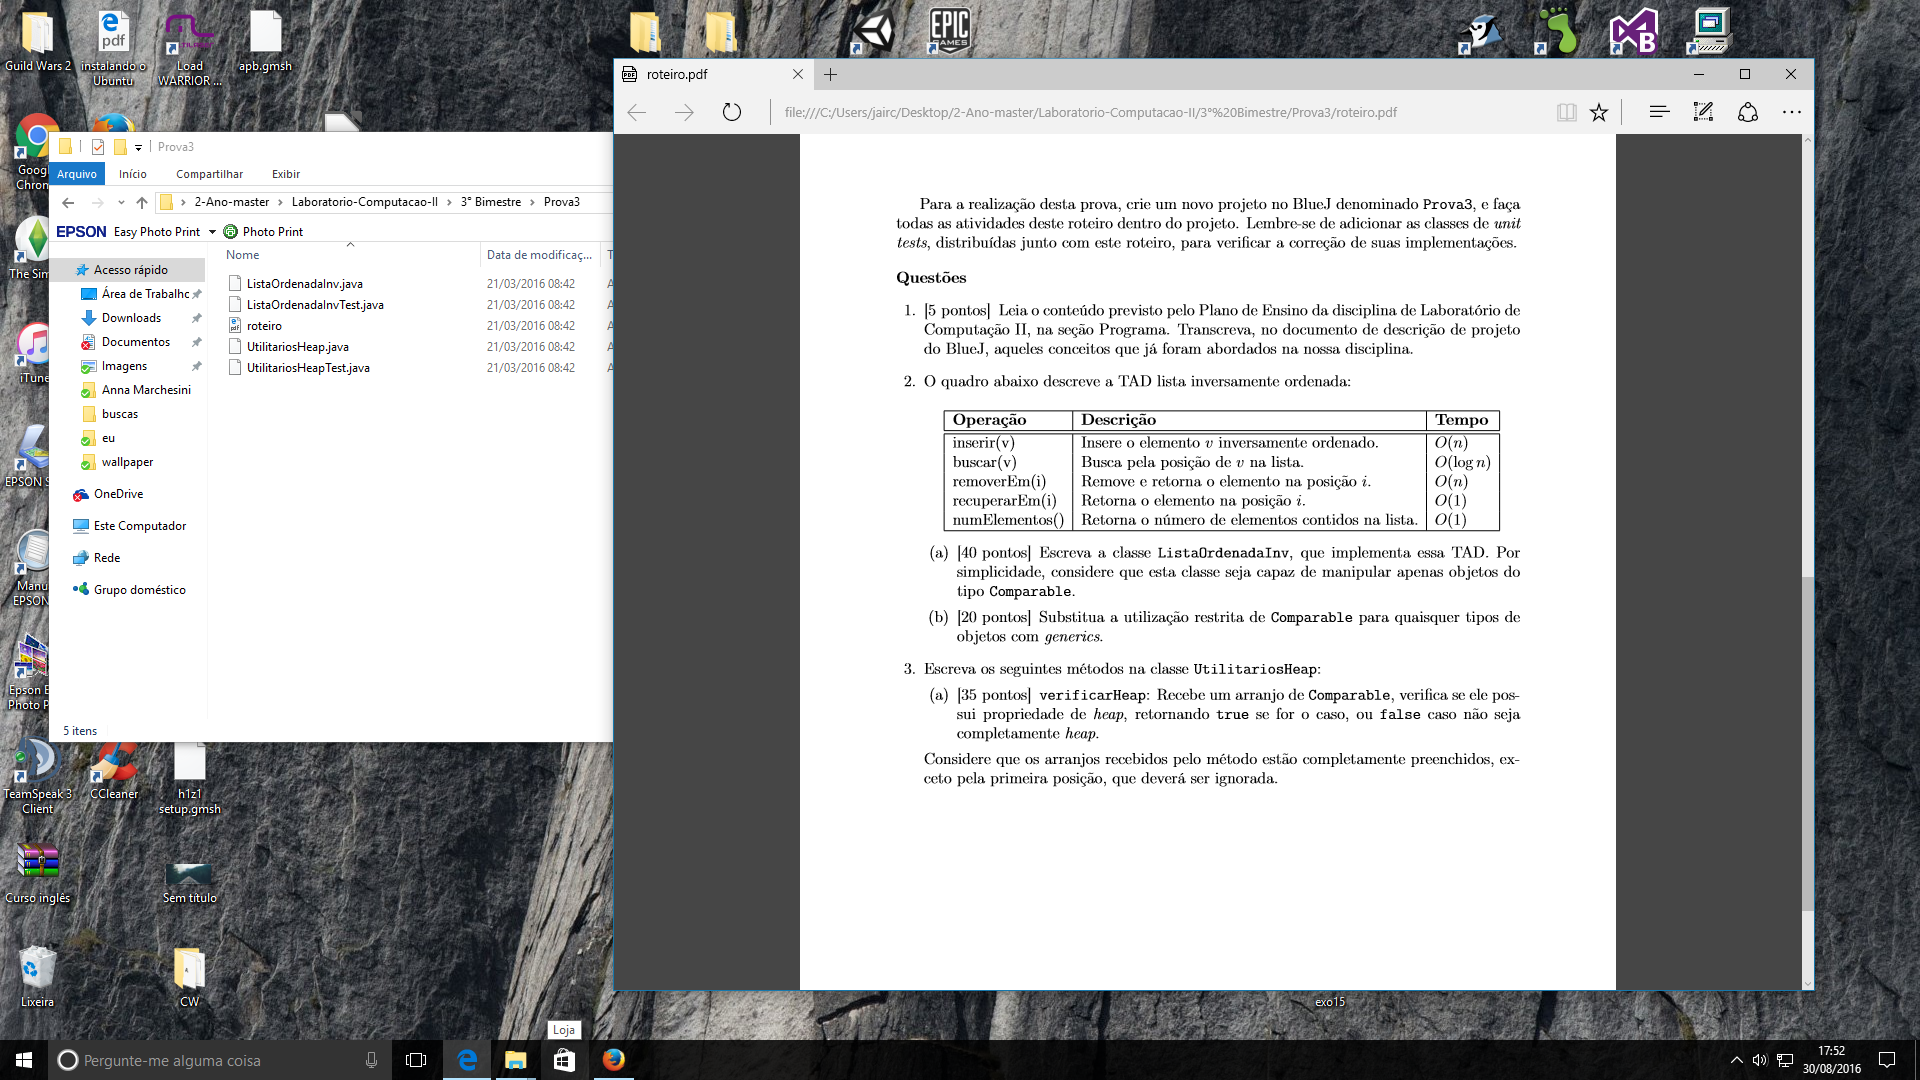 Guild Wars 2
instalando o
Ubuntu
Load
WARRIOR ...
apb.gmsh
EPIC
GAMES
Prova3
Arquivo Início Compartilhar Exibir
2-Ano-master Laboratorio-Computacao-II 3° Bimestre Prova3
EPSON Easy Photo Print Photo Print
Nome Data de modificaç...
ListaOrdenadaInv.java 21/03/2016 08:42
ListaOrdenadaInvTest.java 21/03/2016 08:42
roteiro 21/03/2016 08:42
UtilitariosHeap.java 21/03/2016 08:42
UtilitariosHeapTest.java 21/03/2016 08:42
Acesso rápido
Área de Trabalho
Downloads
Documentos
Imagens
Anna Marchesini
buscas
eu
wallpaper
OneDrive
Este Computador
Rede
Grupo doméstico
5 itens
roteiro.pdf
file:///C:/Users/jairc/Desktop/2-Ano-master/Laboratorio-Computacao-II/3°%20Bimestre/Prova3/roteiro.pdf
Para a realização desta prova, crie um novo projeto no BlueJ denominado Prova3, e faça
todas as atividades deste roteiro dentro do projeto. Lembre-se de adicionar as classes de unit
tests, distribuídas junto com este roteiro, para verificar a correção de suas implementações.
Questões
1. [5 pontos] Leia o conteúdo previsto pelo Plano de Ensino da disciplina de Laboratório de
Computação II, na seção Programa. Transcreva, no documento de descrição de projeto
do BlueJ, aqueles conceitos que já foram abordados na nossa disciplina.
2. O quadro abaixo descreve a TAD lista inversamente ordenada:
Operação Descrição Tempo
inserir(v) Insere o elemento v inversamente ordenado. O(n)
buscar(v) Busca pela posição de v na lista. O(log n)
removerEm(i) Remove e retorna o elemento na posição i. O(n)
recuperarEm(i) Retorna o elemento na posição i. O(1)
numElementos() Retorna o número de elementos contidos na lista. O(1)
(a) [40 pontos] Escreva a classe ListaOrdenadaInv, que implementa essa TAD. Por
simplicidade, considere que esta classe seja capaz de manipular apenas objetos do
tipo Comparable.
(b) [20 pontos] Substitua a utilização restrita de Comparable para quaisquer tipos de
objetos com generics.
3. Escreva os seguintes métodos na classe UtilitariosHeap:
(a) [35 pontos] verificarHeap: Recebe um arranjo de Comparable, verifica se ele pos-
sui propriedade de heap, retornando true se for o caso, ou false caso não seja
completamente heap.
Considere que os arranjos recebidos pelo método estão completamente preenchidos, ex-
ceto pela primeira posição, que deverá ser ignorada.
TeamSpeak 3
Client
CCleaner
h1z1
setup.gmsh
Curso inglês
Sem título
Lixeira
CW
exo15
Loja
Pergunte-me alguma coisa
17:52
30/08/2016